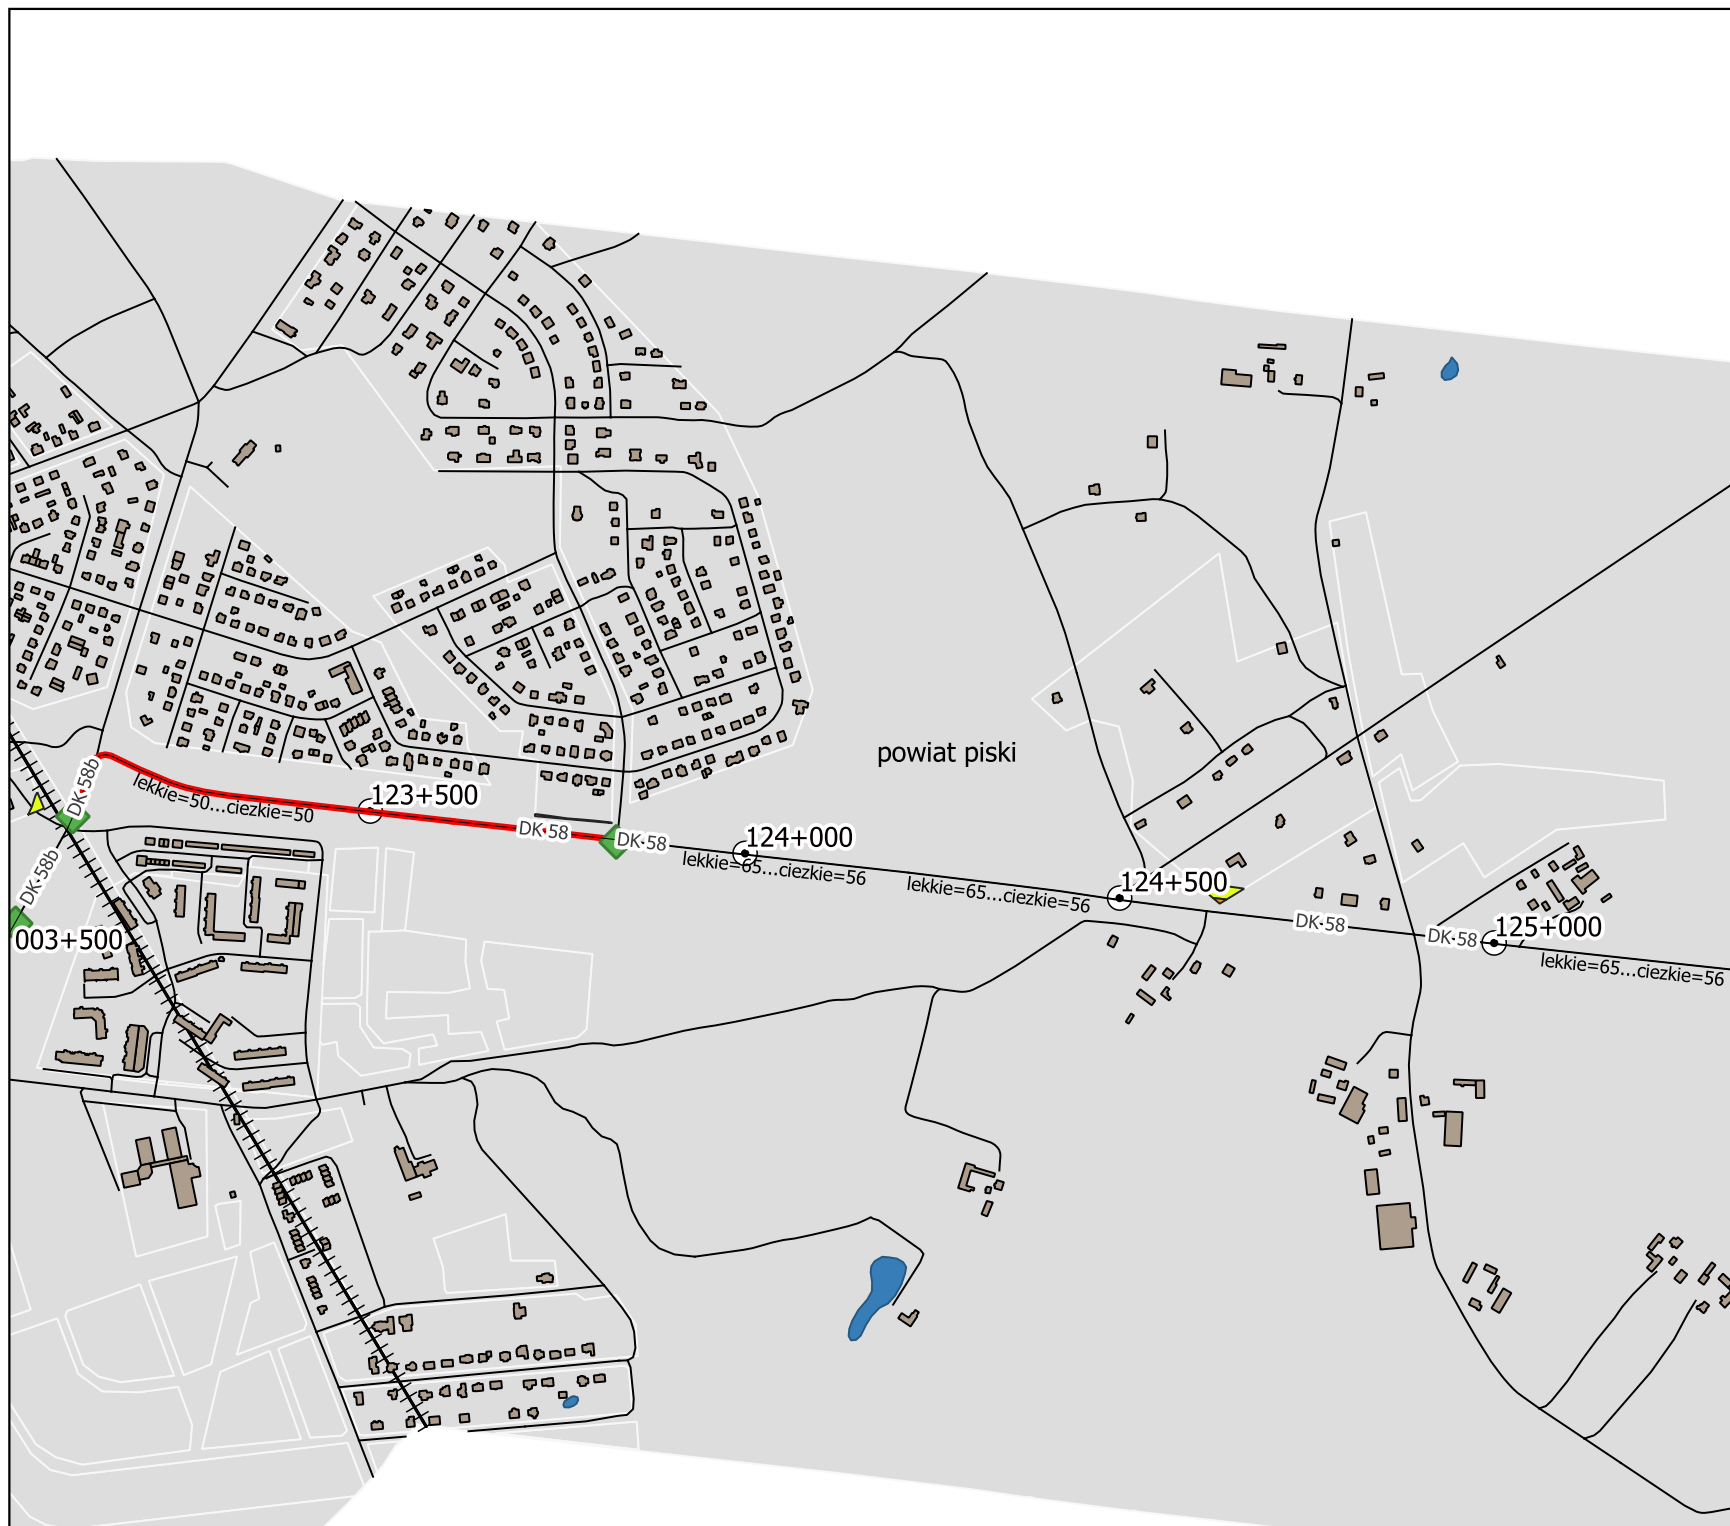 powiat piski
DK-58b
lekkie=50...ciezkie=50
123+500
DK-58
DK-58
124+000
lekkie=65...ciezkie=56
lekkie=65...ciezkie=56
124+500
DK-58b
003+500
DK-58
DK-58
125+000
lekkie=65...ciezkie=56